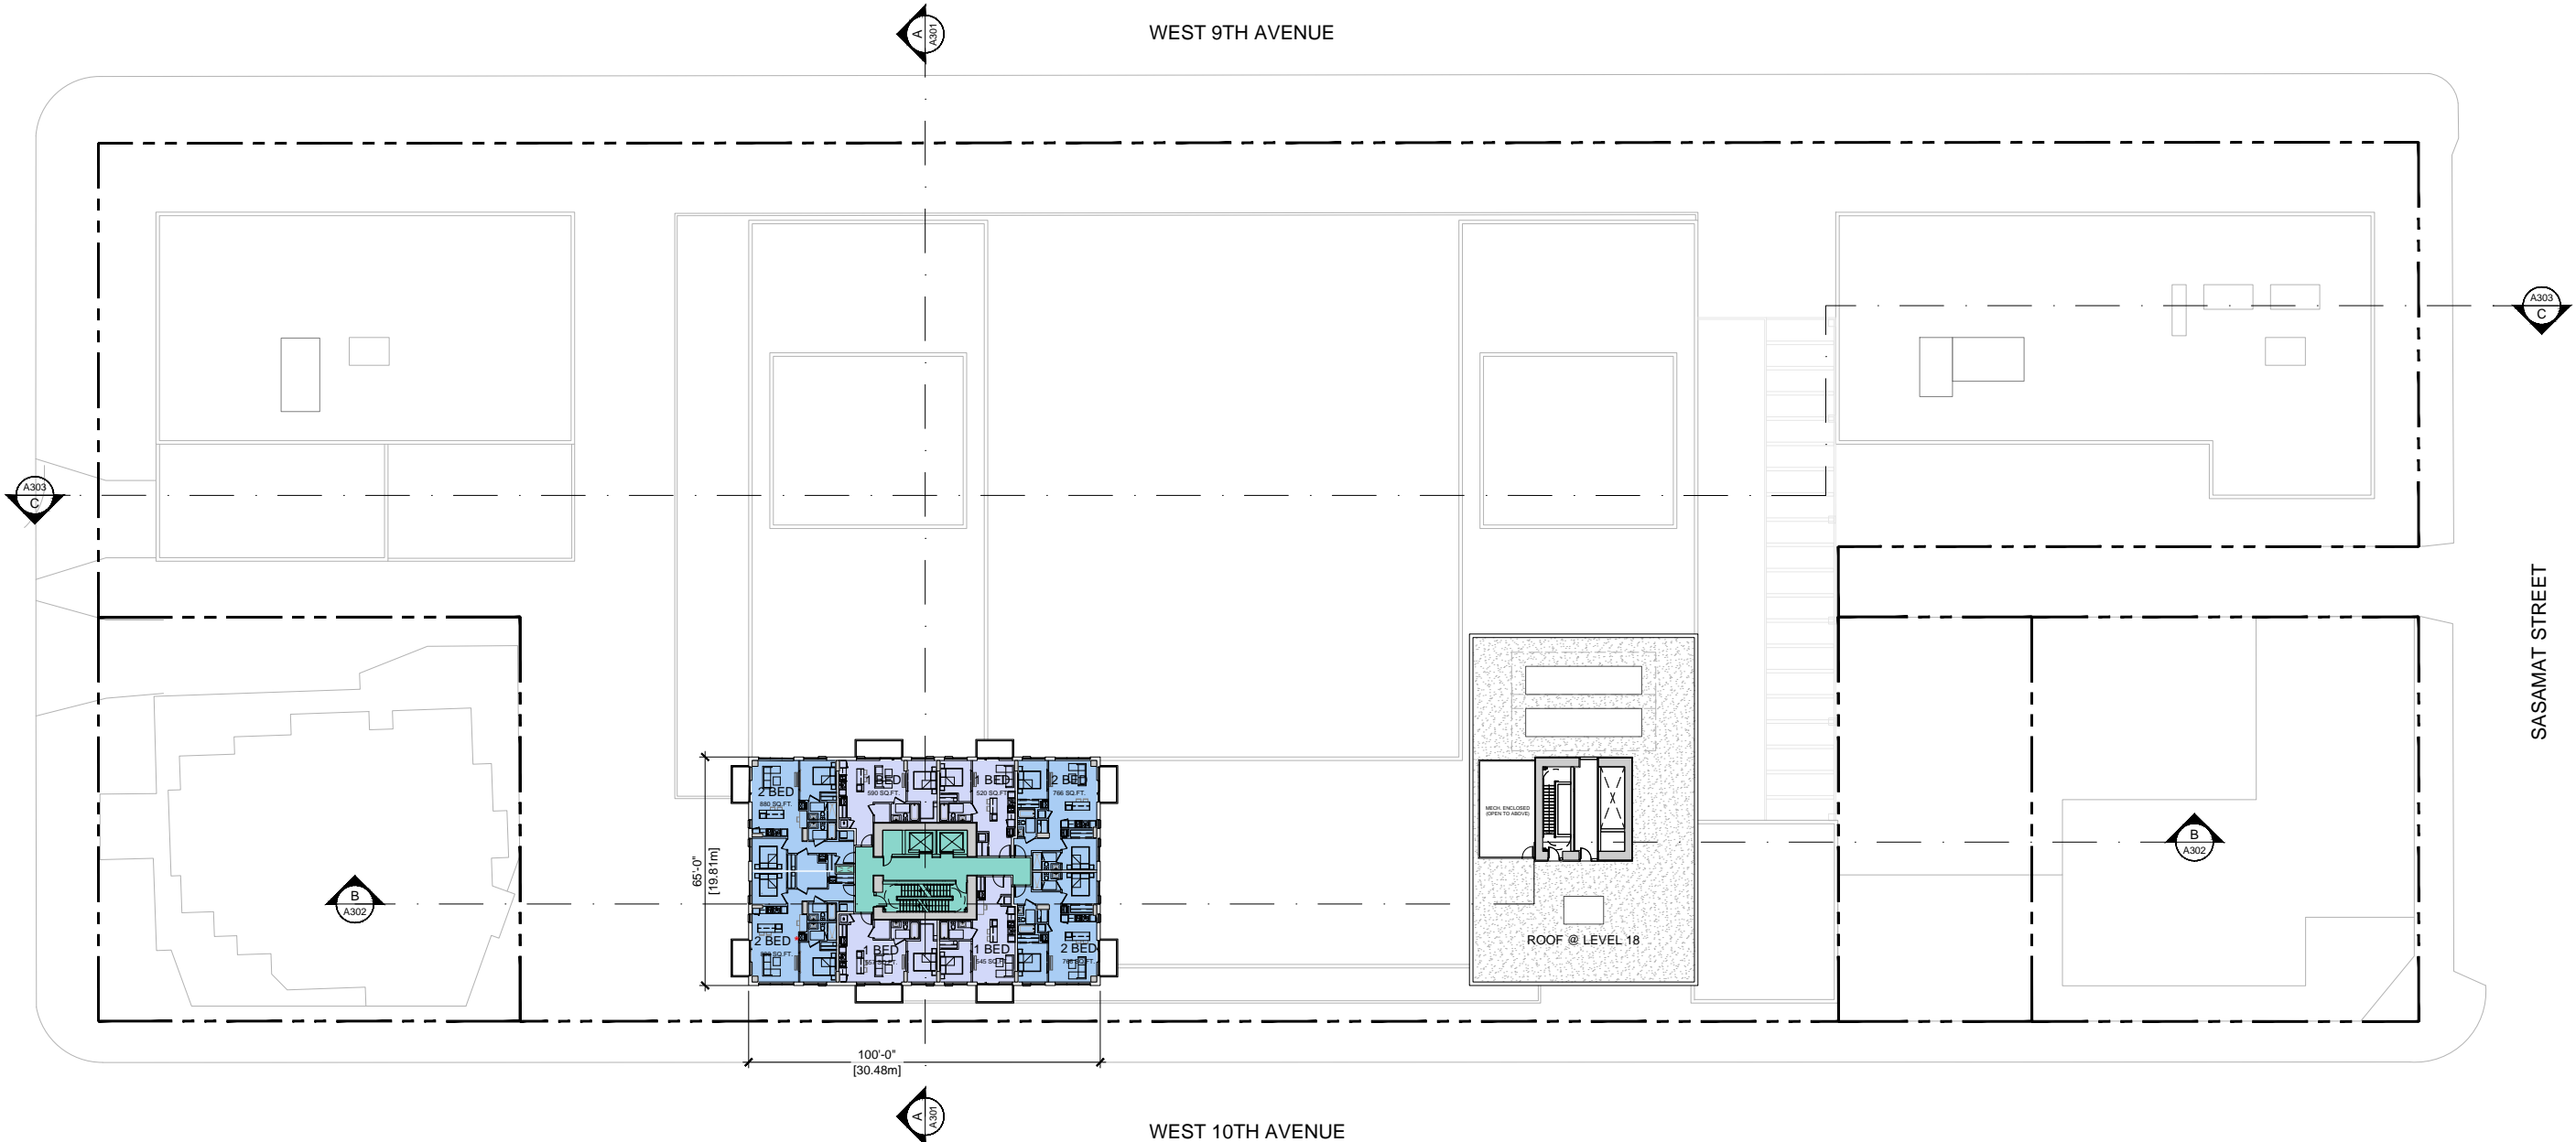 A
A301
WEST 9TH AVENUE
A303
C
A303
C
SASAMAT STREET
2 BED
880 SQ.FT.
1 BED
590 SQ.FT.
1 BED
520 SQ.FT.
2 BED
766 SQ.FT.
65'-0"
[19.81m]
MECH. ENCLOSED
(OPEN TO ABOVE)
B
A302
B
A302
2 BED
1 BED
1 BED
545 SQ.FT.
2 BED
ROOF @ LEVEL 18
100'-0"
[30.48m]
A
A301
WEST 10TH AVENUE